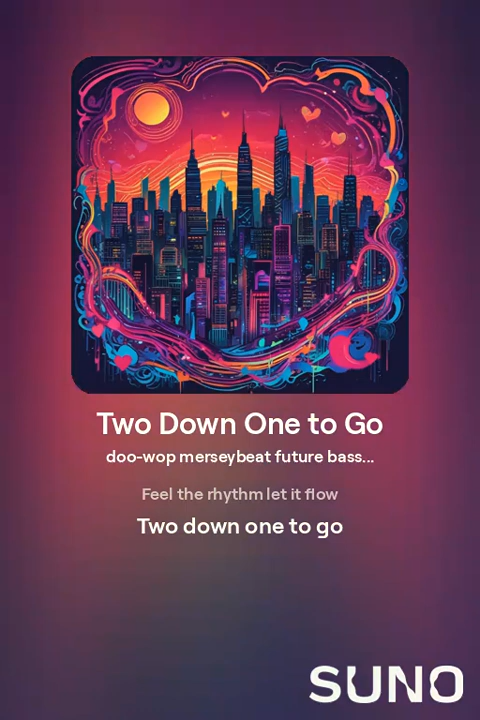 Two Down One to Go
doo-wop merseybeat future bass...
Feel the rhythm let it flow
Two down one to go
SUNO